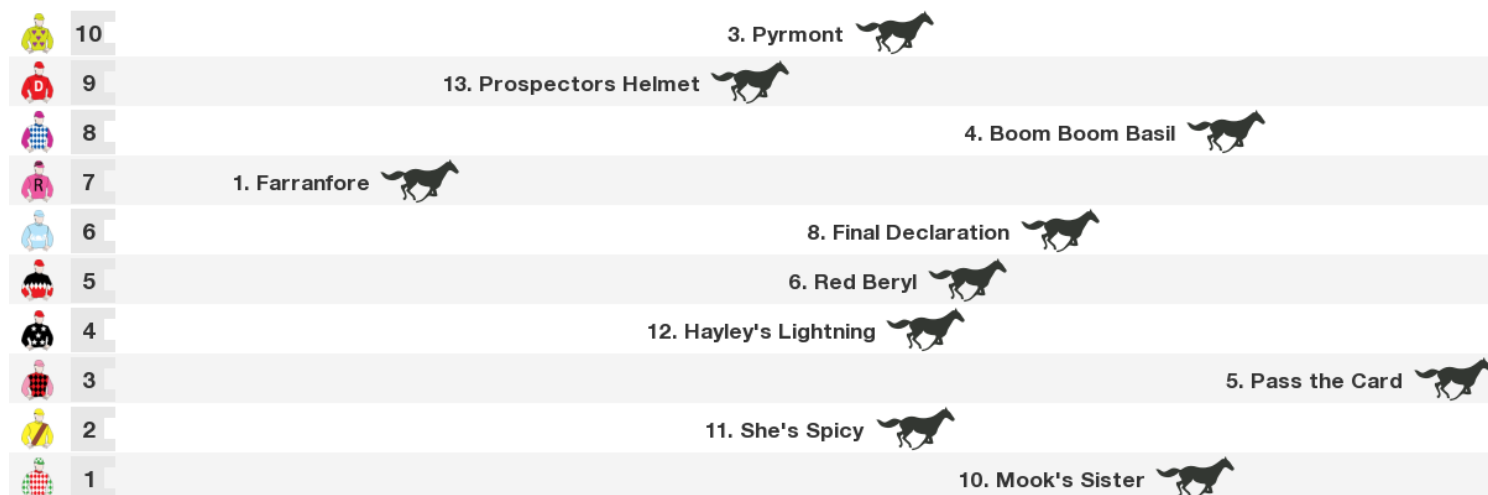 10 3. Pyrmont
D 9 13. Prospectors Helmet
8 4. Boom Boom Basil
R 7 1. Farranfore
6 8. Final Declaration
5 6. Red Beryl
4 12. Hayley's Lightning
3 5. Pass the Card
2 11. She's Spicy
1 10. Mook's Sister